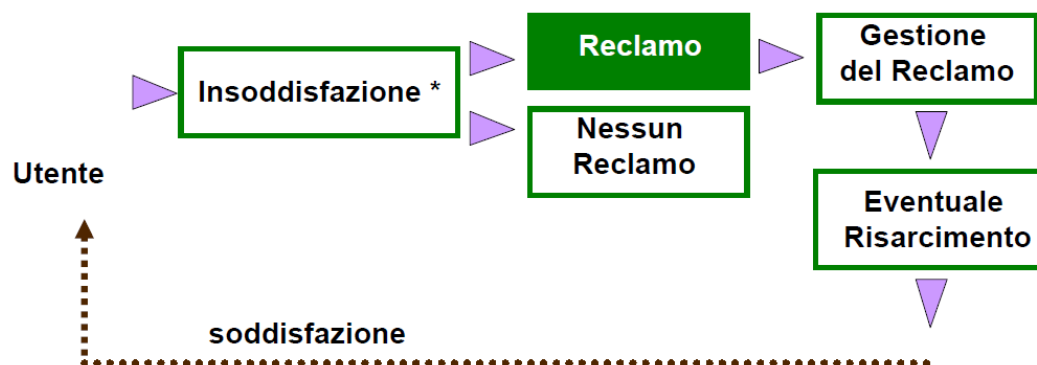 Utente
Insoddisfazione *
Reclamo
Nessun
Reclamo
Gestione
del Reclamo
Eventuale
Risarcimento
soddisfazione